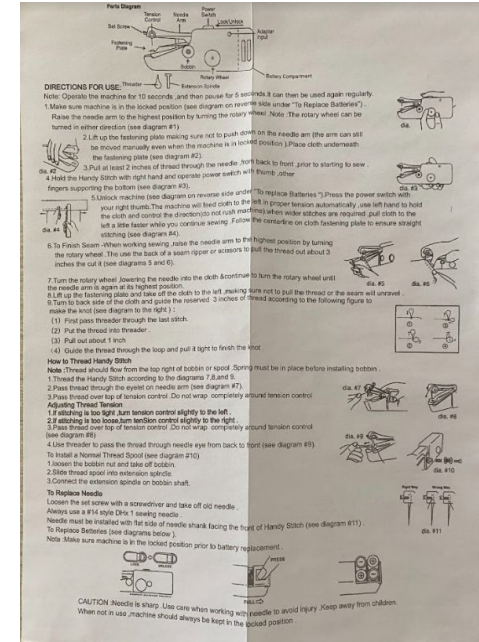 Parts Diagram
Tension Control
Needle Arm
Power Switch
Lock/Unlock
Set Screw
Adapter Input
Fastening Plate
Bobbin
Rotary Wheel
Battery Compartment
Threader
Extension Spindle
DIRECTIONS FOR USE:
Note: Operate the machine for 10 seconds ,and than pause for 5 seconds.It can then be used again regularly.
1.Make sure machine is in the locked position (see diagram on reverse side under "To Replace Batteries") .
Raise the needle arm to the highest position by turning the rotary wheel .Note :The rotary wheel can be
turned in either direction (see diagram #1)
dia.
2.Lift up the fastening plate making sure not to push down on the needle arm (the arm can still
be moved manually even when the machine is in locked position ).Place cloth underneath
the fastening plate (see diagram #2).
dia. #2
3.Pull at least 2 inches of thread through the needle ,from back to front ,prior to starting to sew .
4.Hold the Handy Stitch with right hand and operate power switch with thumb ,other
fingers supporting the bottom (see diagram #3).
dia. #3
5.Unlock machine (see diagram on reverse side under "To replace Batteries ").Press the power switch with
your right thumb.The machine will feed cloth to the left in proper tension automatically ,use left hand to hold
the cloth and control the direction(do not rush machine) when wider stitches are required ,pull cloth to the
left a little faster while you continue sewing .Follow the centerline on cloth fastening plate to ensure straight
stitching (see diagram #4).
dia. #4
6.To Finish Seam -When working sewing ,raise the needle arm to the highest position by turning
the rotary wheel .The use the back of a seam ripper or scissors to pull the thread out about 3
inches the cut it (see diagrams 5 and 6).
dia. #5
dia. #6
7.Turn the rotary wheel ,lowering the needle into the cloth &continue to turn the rotary wheel until
the needle arm is again at its highest position.
8.Lift up the fastening plate and take off the cloth to the left ,making sure not to pull the thread or the seam will unravel .
9.Turn to back side of cloth and guide the reserved 3 inches of thread according to the following figure to
make the knot (see diagram to the right ) :
(1) First pass threader through the last stitch.
(2) Put the thread into threader .
(3) Pull out about 1 inch
(4) Guide the thread through the loop and pull it tight to finish the knot
How to Thread Handy Stitch
Note :Thread should flow from the top right of bobbin or spool .Spring must be in place before installing bobbin .
1.Thread the Handy Stitch according to the diagrams 7,8.and 9.
2.Pass thread through the eyelet on needle arm (see diagram #7).
3.Pass thread over top of tension control .Do not wrap completely around tension control
Adjusting Thread Tension
1.If stitching is too tight ,turn tension control slightly to the left .
2.If stitching is too loose,turn tenSion control slightly to the right .
3.Pass thread over top of tension control .Do not wrap completely around tension control
(see diagram #8)
dia. #7
dia. #8
4.Use threader to pass the thread through needle eye from back to front (see diagram #9).
dia. #9
To Install a Normal Thread Spool (see diagram #10)
1.loosen the bobbin nut and take off bobbin.
2.Slide thread spool into extension spindle.
3.Connect the extension spindle on bobbin shaft.
dia. #10
To Replace Needle
Loosen the set screw with a screwdriver and take off old needle .
Always use a #14 style DHx 1 sewing needle .
Needle must be installed with flat side of needle shank facing the front of Handy Stitch (see diagram #11) .
Right Way
Wrong Way
dia. #11
To Replace Batteries (see diagrams below ).
Note :Make sure machine is in the locked position prior to battery replacement .
LOCK
UNLOCK
PRESS
PULL
CAUTION :Needle is sharp .Use care when working with needle to avoid injury .Keep away from children.
When not in use ,machine should always be kept in the locked position .